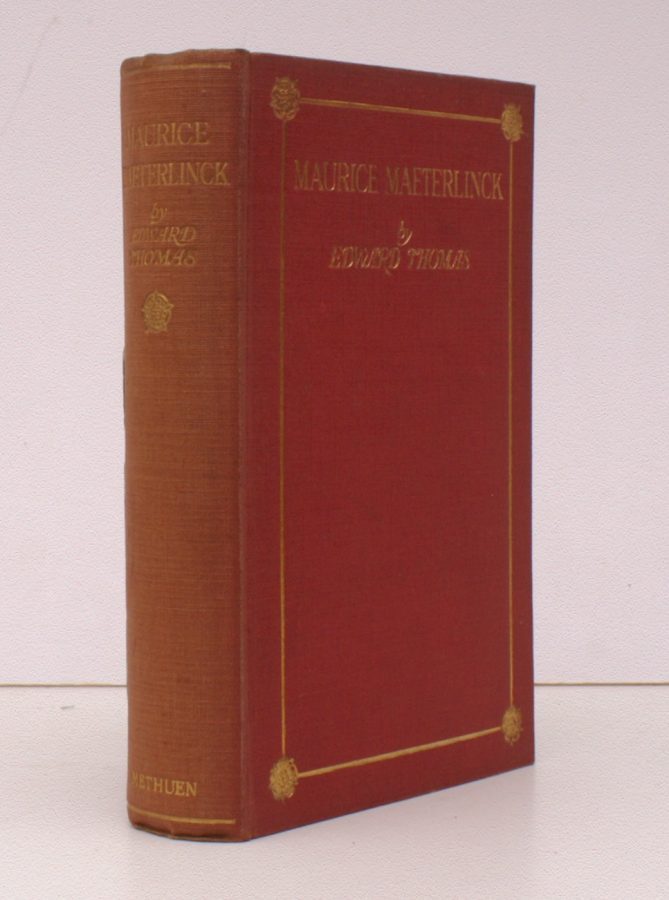 MAURICE
MAETERLINCK
by
EDWARD
THOMAS
METHUEN
MAURICE MAETERLINCK
by
EDWARD THOMAS